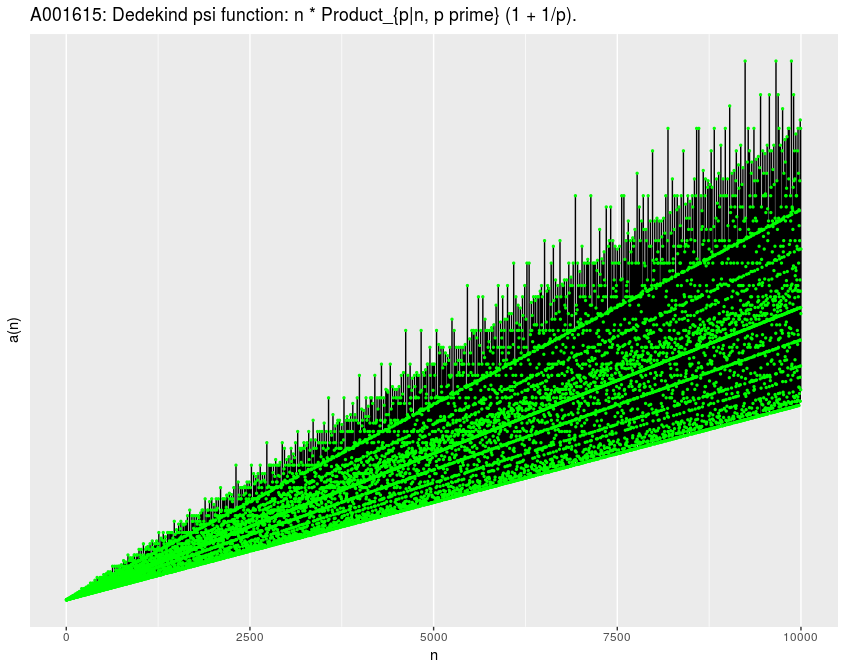 A001615: Dedekind psi function: n * Product_{p|n, p prime} (1 + 1/p).
a(n)
0 2500 5000 7500 10000
n